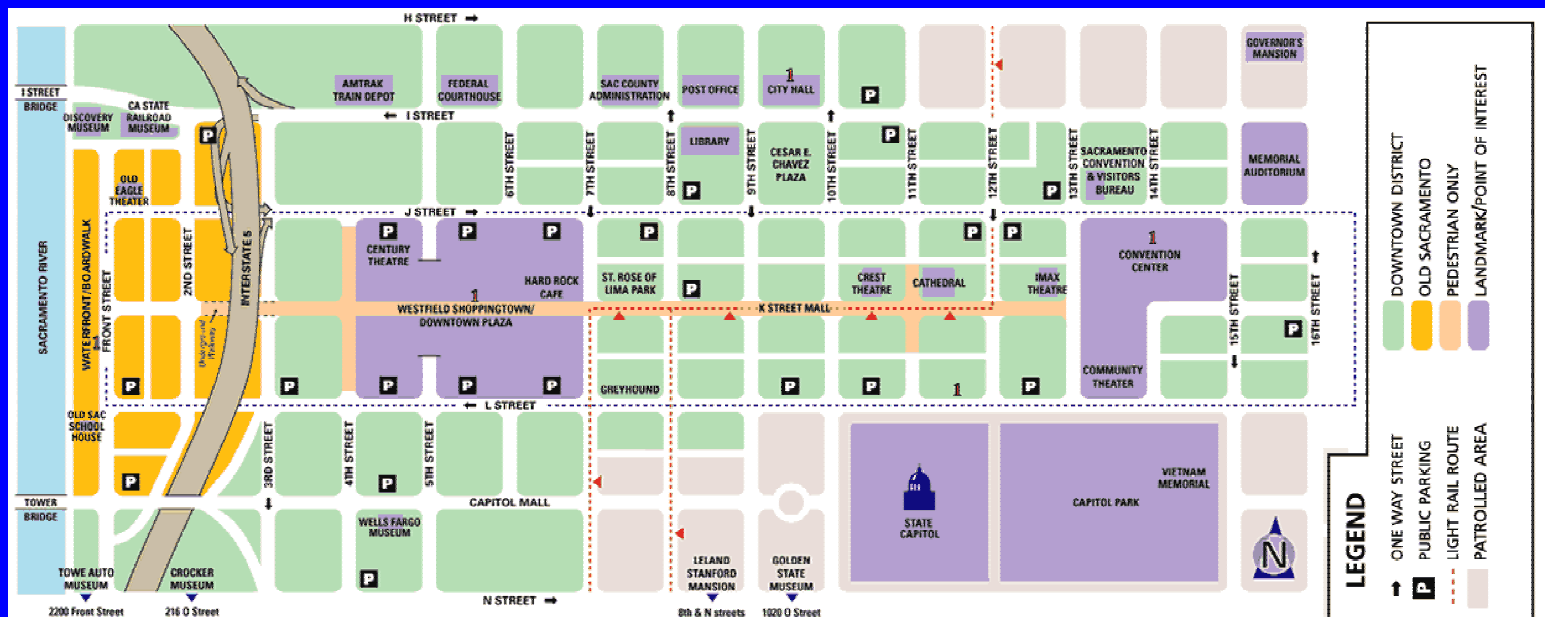 H STREET
GOVERNOR'S
MANSION
1
AMTRAK
TRAIN DEPOT
FEDERAL
COURTHOUSE
SAC COUNTY
ADMINISTRATION
POST OFFICE
CITY HALL
P
I STREET
BRIDGE
DISCOVERY
MUSEUM
CA STATE
RAILROAD
MUSEUM
I STREET
P
P
LIBRARY
CESAR E.
CHAVEZ
PLAZA
SACRAMENTO
CONVENTION
& VISITORS
BUREAU
MEMORIAL
AUDITORIUM
6TH STREET
7TH STREET
8TH STREET
9TH STREET
10TH STREET
11TH STREET
12TH STREET
13TH STREET
14TH STREET
OLD
EAGLE
THEATER
P
P
J STREET
P
P
P
P
P
P
CENTURY
THEATRE
HARD ROCK
CAFE
ST. ROSE OF
LIMA PARK
P
CREST
THEATRE
CATHEDRAL
IMAX
THEATRE
1
CONVENTION
CENTER
SACRAMENTO RIVER
WATERFRONT/BOARDWALK
FRONT STREET
2ND STREET
INTERSTATE 5
Underground
Walkway
1
WESTFIELD SHOPPINGTOWN/
DOWNTOWN PLAZA
K STREET MALL
15TH STREET
16TH STREET
P
COMMUNITY
THEATER
P
P
P
P
P
GREYHOUND
P
P
1
P
L STREET
OLD SAC
SCHOOL
HOUSE
3RD STREET
4TH STREET
5TH STREET
P
P
TOWER
BRIDGE
CAPITOL MALL
VIETNAM
MEMORIAL
CAPITOL PARK
STATE
CAPITOL
WELLS FARGO
MUSEUM
P
N
TOWE AUTO
MUSEUM
2200 Front Street
CROCKER
MUSEUM
216 O Street
N STREET
LELAND
STANFORD
MANSION
8th & N streets
GOLDEN
STATE
MUSEUM
1020 O Street
LEGEND
ONE WAY STREET
P
PUBLIC PARKING
LIGHT RAIL ROUTE
PATROLLED AREA
DOWNTOWN DISTRICT
OLD SACRAMENTO
PEDESTRIAN ONLY
LANDMARK/POINT OF INTEREST